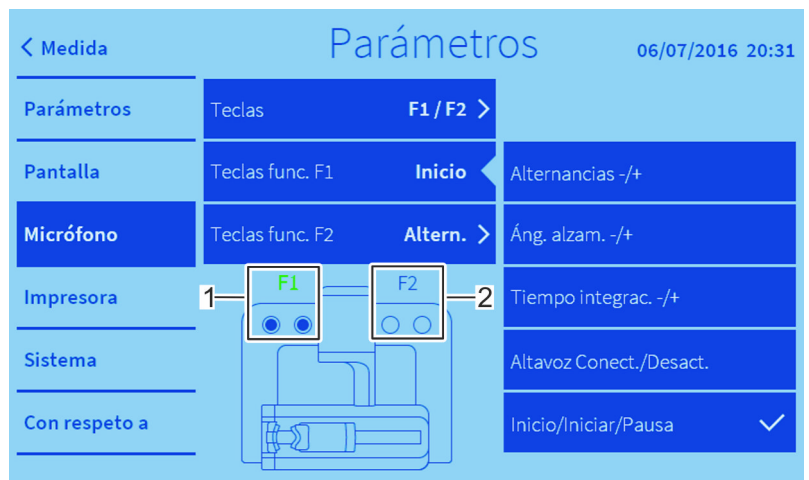 < Medida
Parámetros
06/07/2016 20:31
Parámetros
Pantalla
Micrófono
Impresora
Sistema
Con respeto a
Teclas F1 / F2 >
Teclas func. F1 Inicio
Teclas func. F2 Altern. >
1 F1 F2 2
Alternancias -/+
Áng. alzam. -/+
Tiempo integrac. -/+
Altavoz Conect./Desact.
Inicio/Iniciar/Pausa